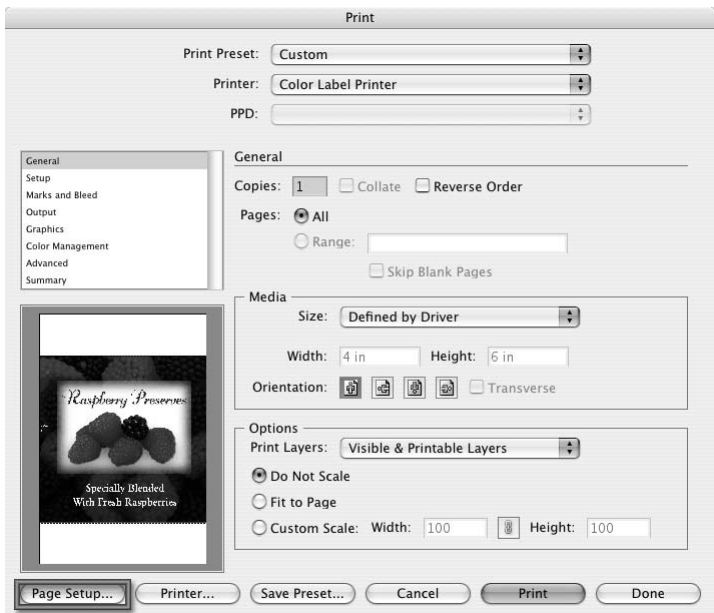 Print
Print Preset: Custom
Printer: Color Label Printer
PPD:
General
Setup
Marks and Bleed
Output
Graphics
Color Management
Advanced
Summary
General
Copies: 1 Collate Reverse Order
Pages: All
Range:
Skip Blank Pages
Media
Size: Defined by Driver
Width: 4 in Height: 6 in
Orientation: Transverse
Options
Print Layers: Visible & Printable Layers
Do Not Scale
Fit to Page
Custom Scale: Width: 100 Height: 100
Raspberry Preserves
Specially Blended
With Fresh Raspberries
Page Setup... Printer... Save Preset... Cancel Print Done